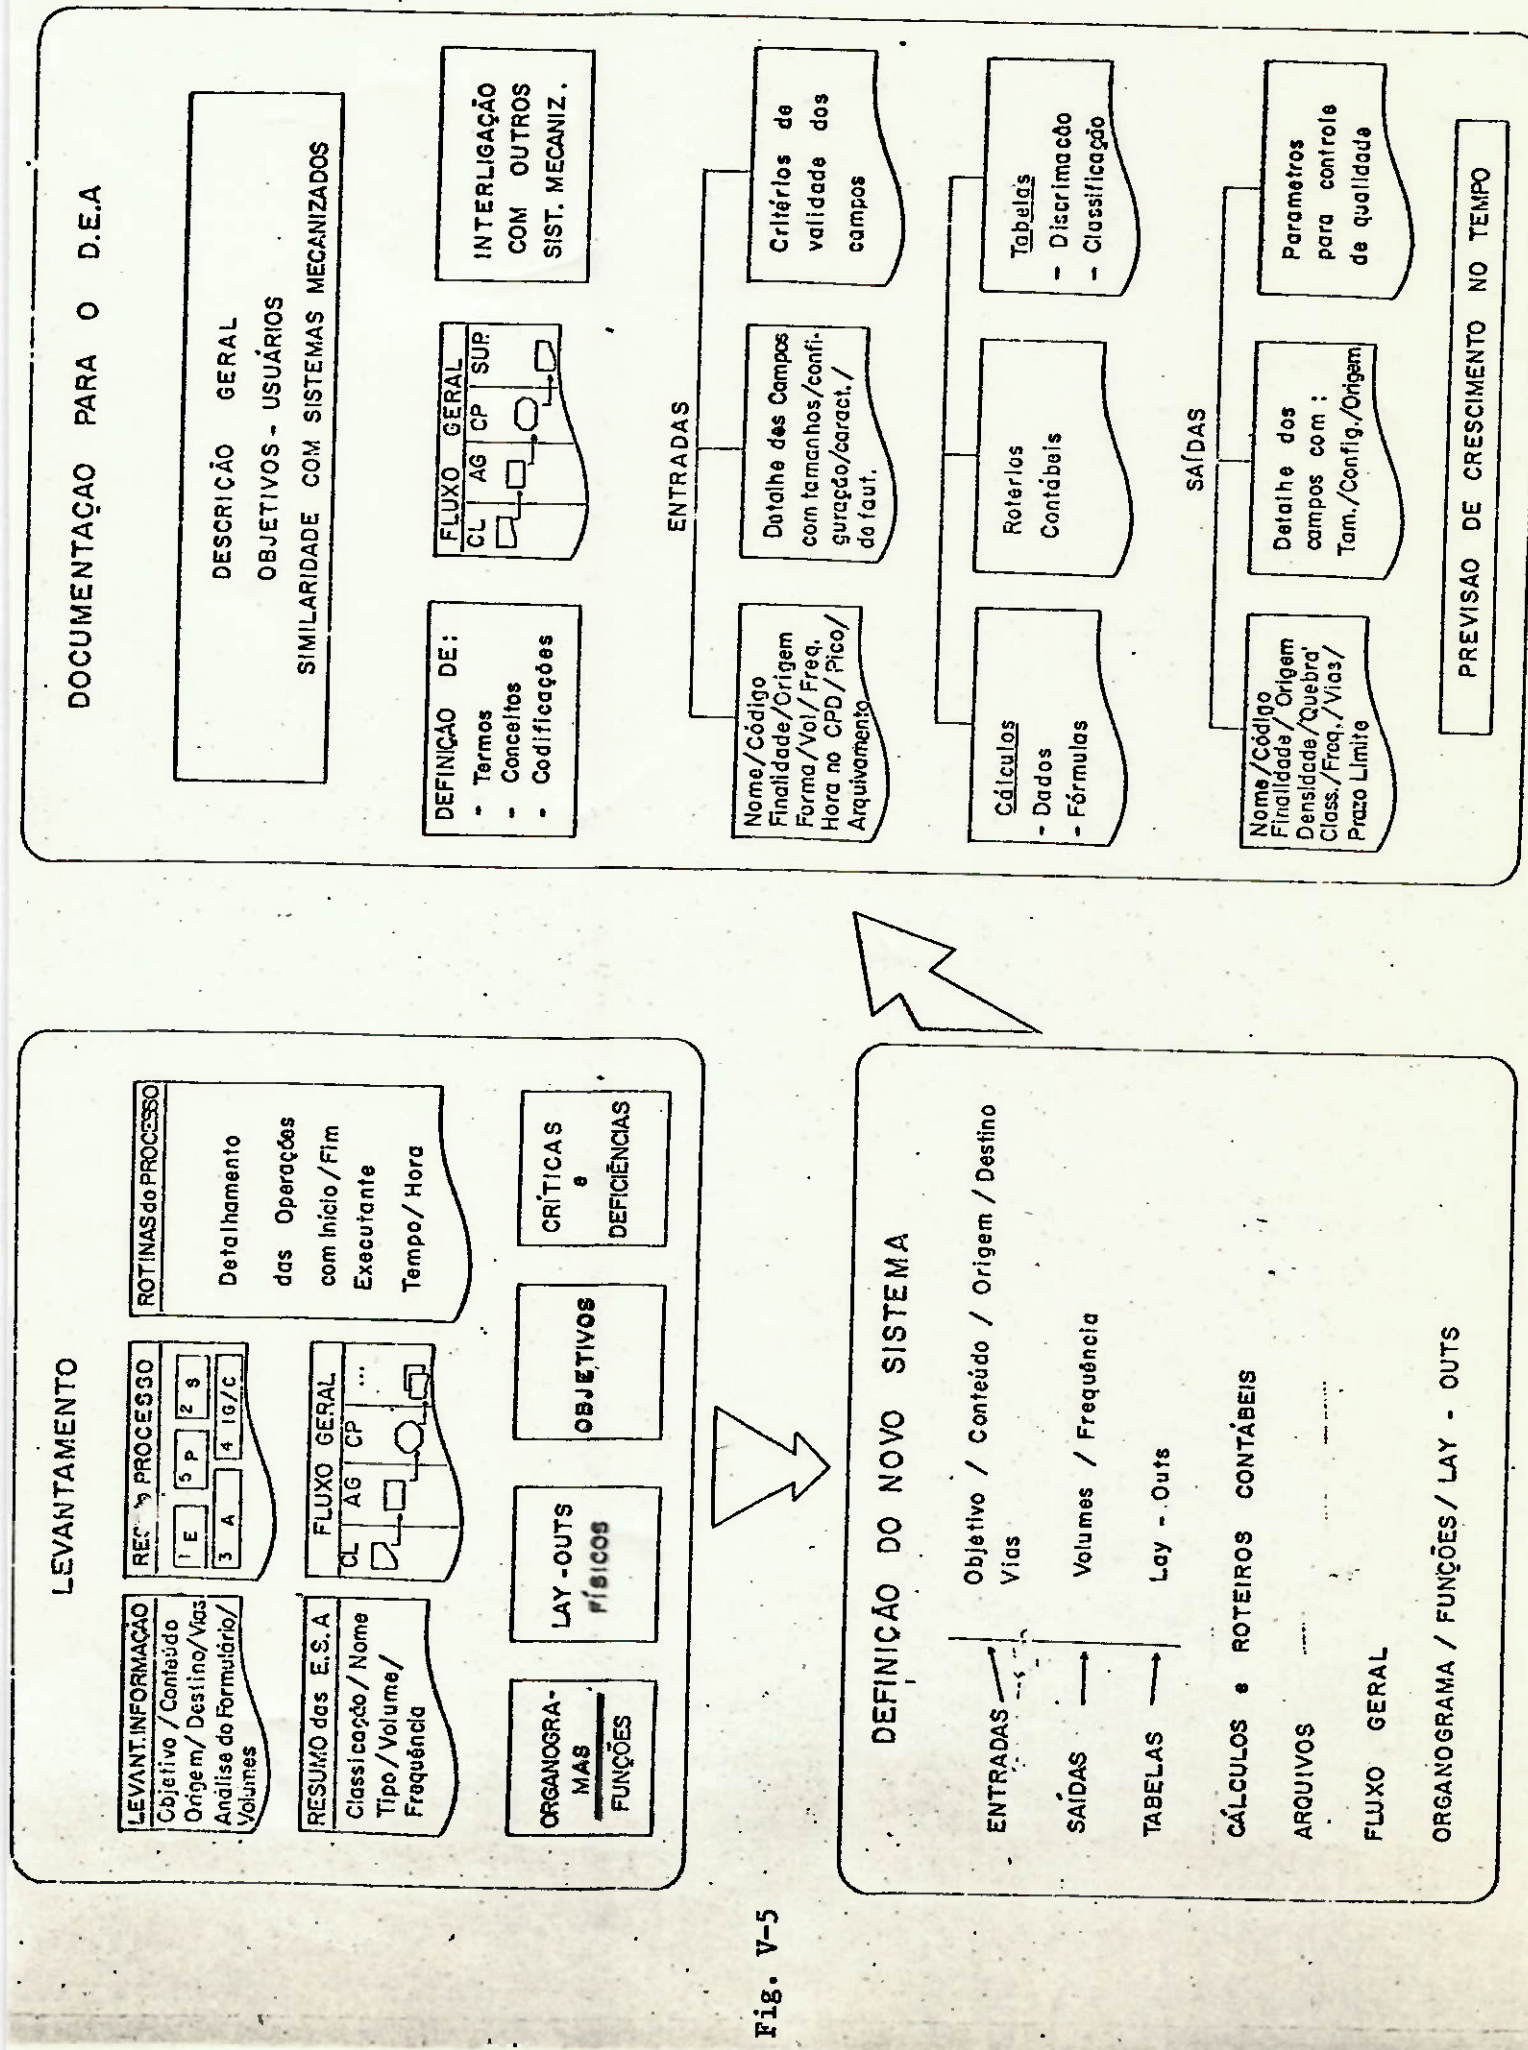 LEVANTAMENTO
LEVANT.INFORMAÇÃO
Objetivo / Conteúdo
Origem / Destino/Vias
Análise do Formulário/
Volumes
PROCESSO
1 E
5 P
2 S
3 A
4 IG/C
ROTINAS do PROCESSO
Detalhamento
das Operações
com Início / Fim
Executante
Tempo / Hora
RESUMO das E.S.A
Classificação / Nome
Tipo / Volume /
Frequência
FLUXO GERAL
CL AG CP ...
ORGANOGRA-
MAS
FUNÇÕES
LAY-OUTS
FÍSICOS
OBJETIVOS
CRÍTICAS
e
DEFICIÊNCIAS
Fig. V-5
DEFINIÇÃO DO NOVO SISTEMA
ENTRADAS
Objetivo / Conteúdo / Origem / Destino
Vias
SAÍDAS
Volumes / Frequência
TABELAS
Lay - Outs
CÁLCULOS e ROTEIROS CONTÁBEIS
ARQUIVOS
FLUXO GERAL
ORGANOGRAMA / FUNÇÕES / LAY - OUTS
DOCUMENTAÇAO PARA O D.E.A
DESCRIÇÃO GERAL
OBJETIVOS - USUÁRIOS
SIMILARIDADE COM SISTEMAS MECANIZADOS
DEFINIÇÃO DE:
- Termos
- Conceitos
- Codificações
FLUXO GERAL
CL AG CP SUP.
INTERLIGAÇÃO
COM OUTROS
SIST. MECANIZ.
ENTRADAS
Nome/Código
Finalidade/Origem
Forma/Vol/Freq.
Hora no CPD/Pico/
Arquivamento
Datalhe dos Campos
com tamanhos/confi-
guração/caract./
da faut.
Critérios de
validade dos
campos
Cálculos
- Dados
- Fórmulas
Roterios
Contábeis
Tabelas
- Discrimacão
- Classificação
SAÍDAS
Nome/Código
Finalidade/Origem
Densidade/Quebra
Class./Freq./Vias/
Prazo Limite
Detalhe dos
campos com :
Tam./Config./Origem
Parametros
para controle
de qualidade
PREVISÃO DE CRESCIMENTO NO TEMPO